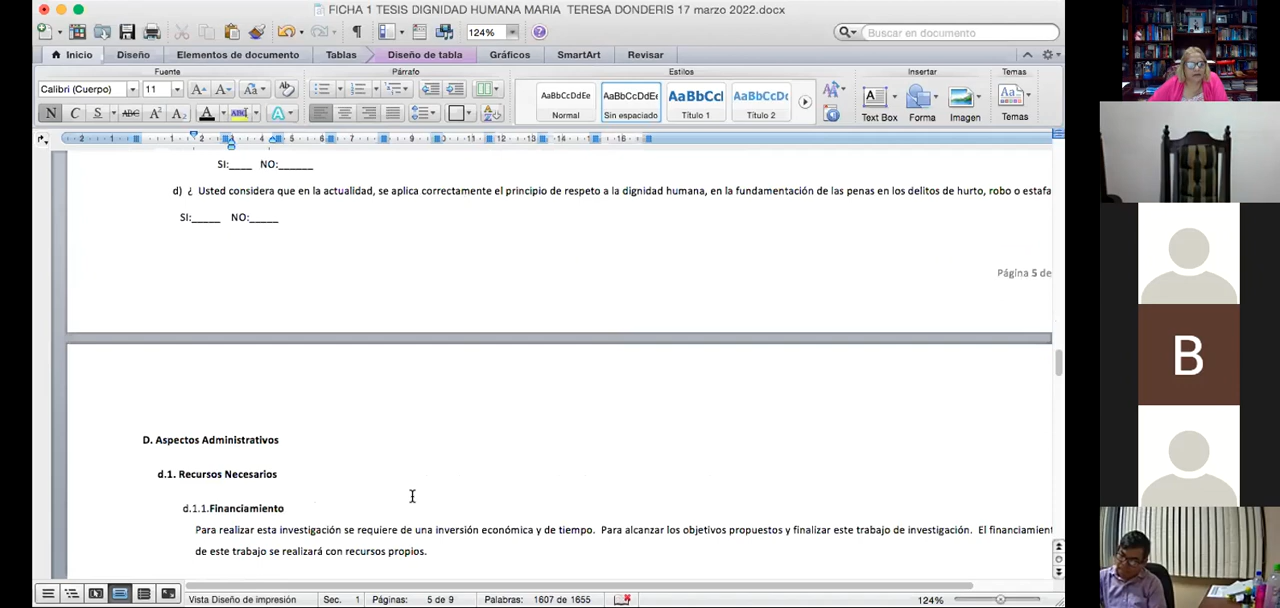 FICHA 1 TESIS DIGNIDAD HUMANA MARIA  TERESA DONDERIS 17 marzo 2022.docx
124%
Buscar en documento
Inicio
Diseño
Elementos de documento
Tablas
Diseño de tabla
Gráficos
SmartArt
Revisar
Fuente
Párrafo
Estilos
Insertar
Temas
Calibri (Cuerpo)
11
AaBbCcDdEe
Normal
AaBbCcDdEe
Sin espaciado
AaBbCcl
Título 1
AaBbCcDc
Título 2
Text Box
Forma
Imagen
Temas
SI:____  NO:______
d) ¿ Usted considera que en la actualidad, se aplica correctamente el principio de respeto a la dignidad humana, en la fundamentación de las penas en los delitos de hurto, robo o estafa
SI:_____  NO:_____
Página 5 de
D. Aspectos Administrativos
d.1. Recursos Necesarios
d.1.1.Financiamiento
Para realizar esta investigación se requiere de una inversión económica y de tiempo.  Para alcanzar los objetivos propuestos y finalizar este trabajo de investigación.  El financiamient
de este trabajo se realizará con recursos propios.
Vista Diseño de impresión
Sec. 1
Páginas: 5 de 9
Palabras: 1607 de 1655
124%
B